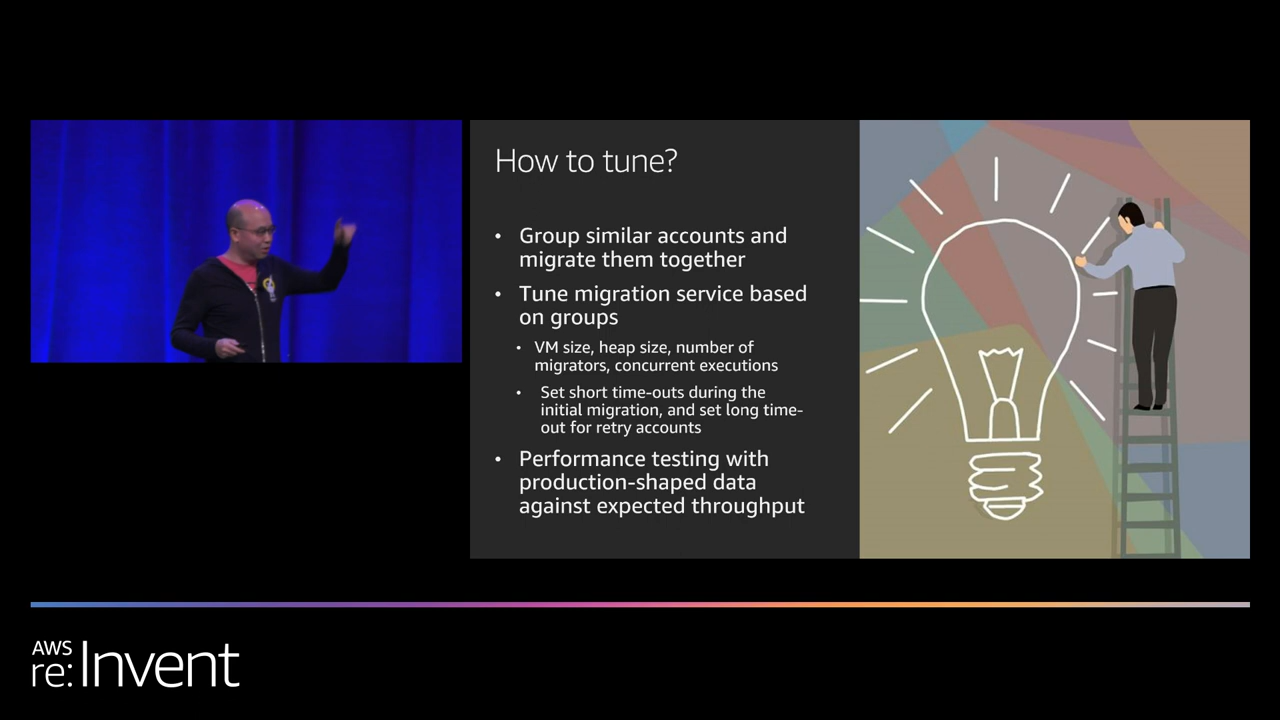 How to tune?
• Group similar accounts and
migrate them together
• Tune migration service based
on groups
• VM size, heap size, number of
migrators, concurrent executions
• Set short time-outs during the
initial migration, and set long time-
out for retry accounts
• Performance testing with
production-shaped data
against expected throughput
AWS
re:Invent